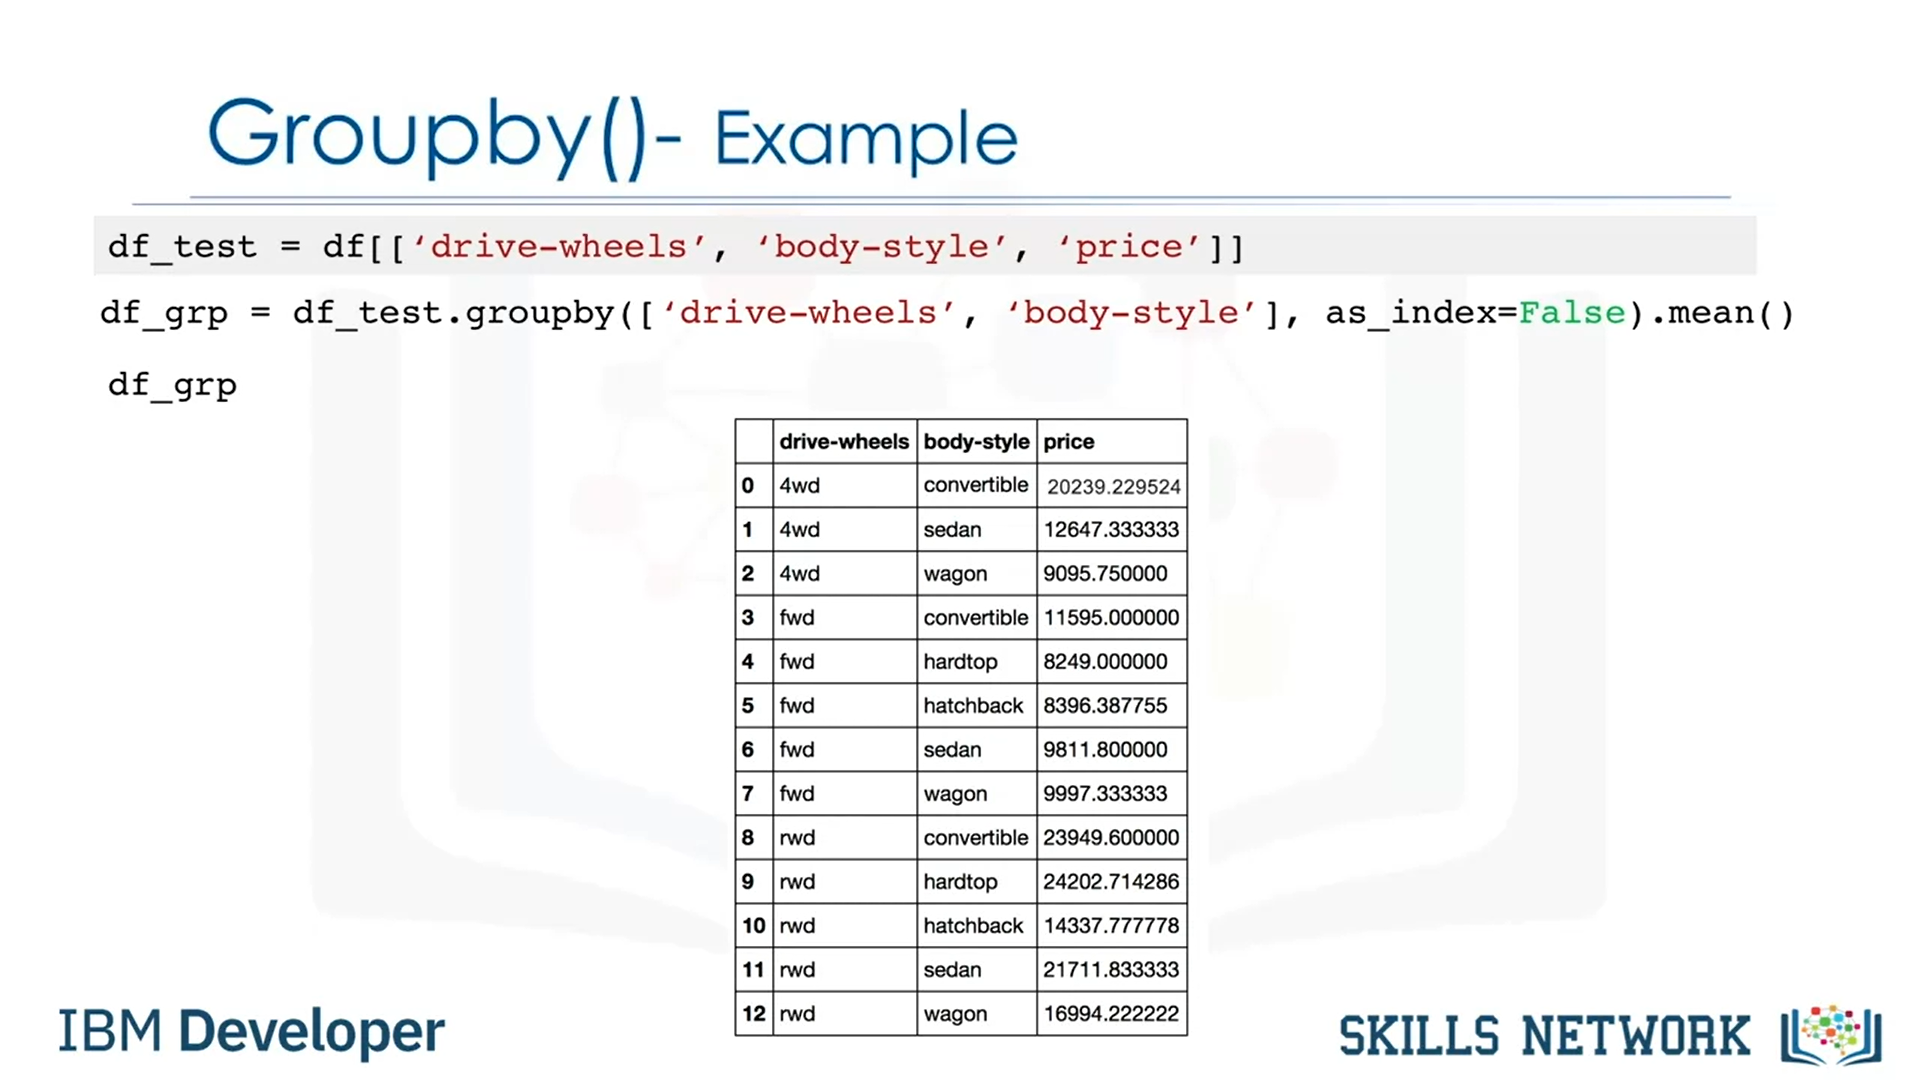 Groupby()- Example
df_test = df[[‘drive-wheels’, ‘body-style’, ‘price’]]
df_grp = df_test.groupby([‘drive-wheels’, ‘body-style’], as_index=False).mean()
df_grp
drive-wheels body-style price
0 4wd convertible 20239.229524
1 4wd sedan 12647.333333
2 4wd wagon 9095.750000
3 fwd convertible 11595.000000
4 fwd hardtop 8249.000000
5 fwd hatchback 8396.387755
6 fwd sedan 9811.800000
7 fwd wagon 9997.333333
8 rwd convertible 23949.600000
9 rwd hardtop 24202.714286
10 rwd hatchback 14337.777778
11 rwd sedan 21711.833333
12 rwd wagon 16994.222222
IBM Developer
SKILLS NETWORK